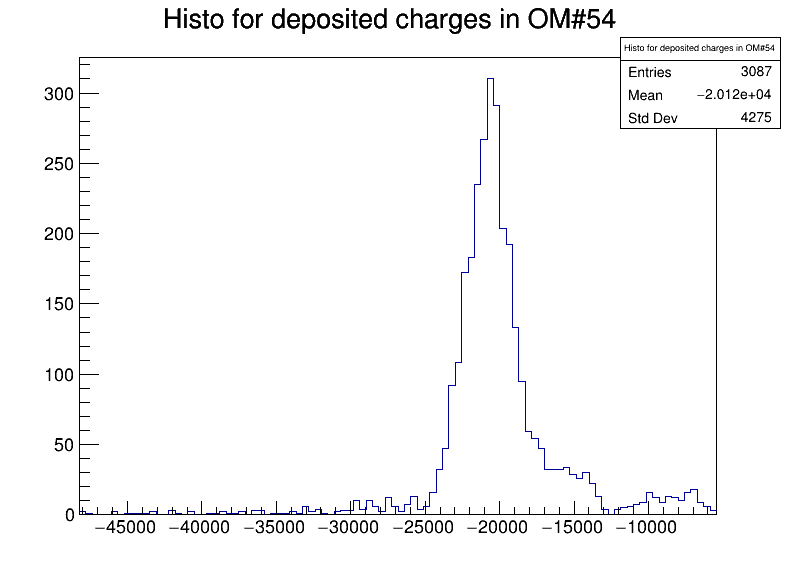 Histo for deposited charges in OM#54
Histo for deposited charges in OM#54
Entries 3087
Mean −2.012e+04
Std Dev 4275
300
250
200
150
100
50
0
−45000 −40000 −35000 −30000 −25000 −20000 −15000 −10000